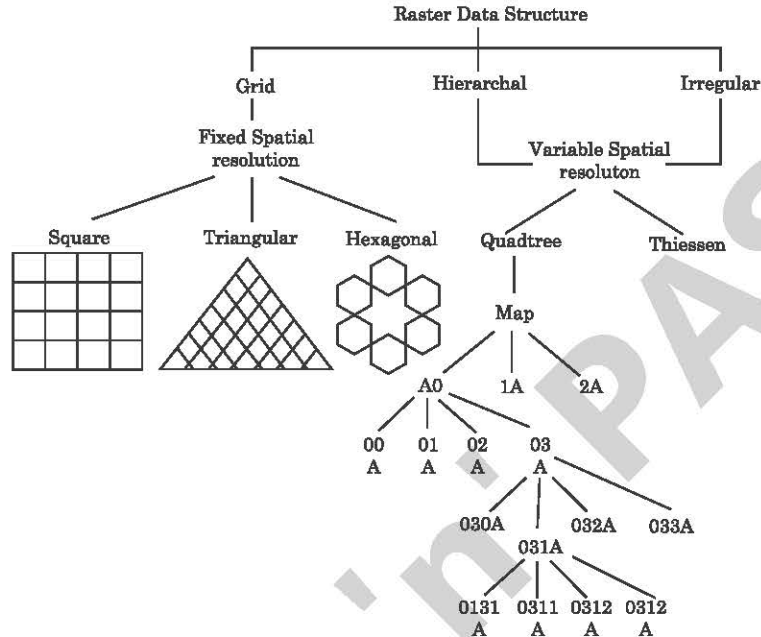 Raster Data Structure
Grid
Hierarchal
Irregular
Fixed Spatial
resolution
Variable Spatial
resoluton
Square
Triangular
Hexagonal
Quadtree
Thiessen
Map
A0
1A
2A
00
A
01
A
02
A
03
A
030A
031A
032A
033A
0131
A
0311
A
0312
A
0312
A
n' PAS